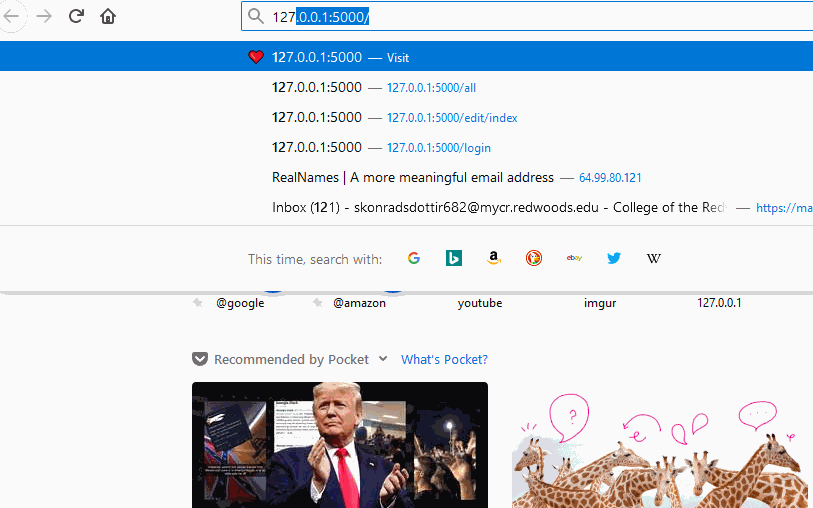 127.0.0.1:5000/
127.0.0.1:5000 — Visit
127.0.0.1:5000 — 127.0.0.1:5000/all
127.0.0.1:5000 — 127.0.0.1:5000/edit/index
127.0.0.1:5000 — 127.0.0.1:5000/login
RealNames | A more meaningful email address — 64.99.80.121
Inbox (121) - skonradsdottir682@mycr.redwoods.edu - College of the Red — https://ma
This time, search with: G b a ebay W
@google @amazon youtube imgur 127.0.0.1
Recommended by Pocket What's Pocket?
?
...